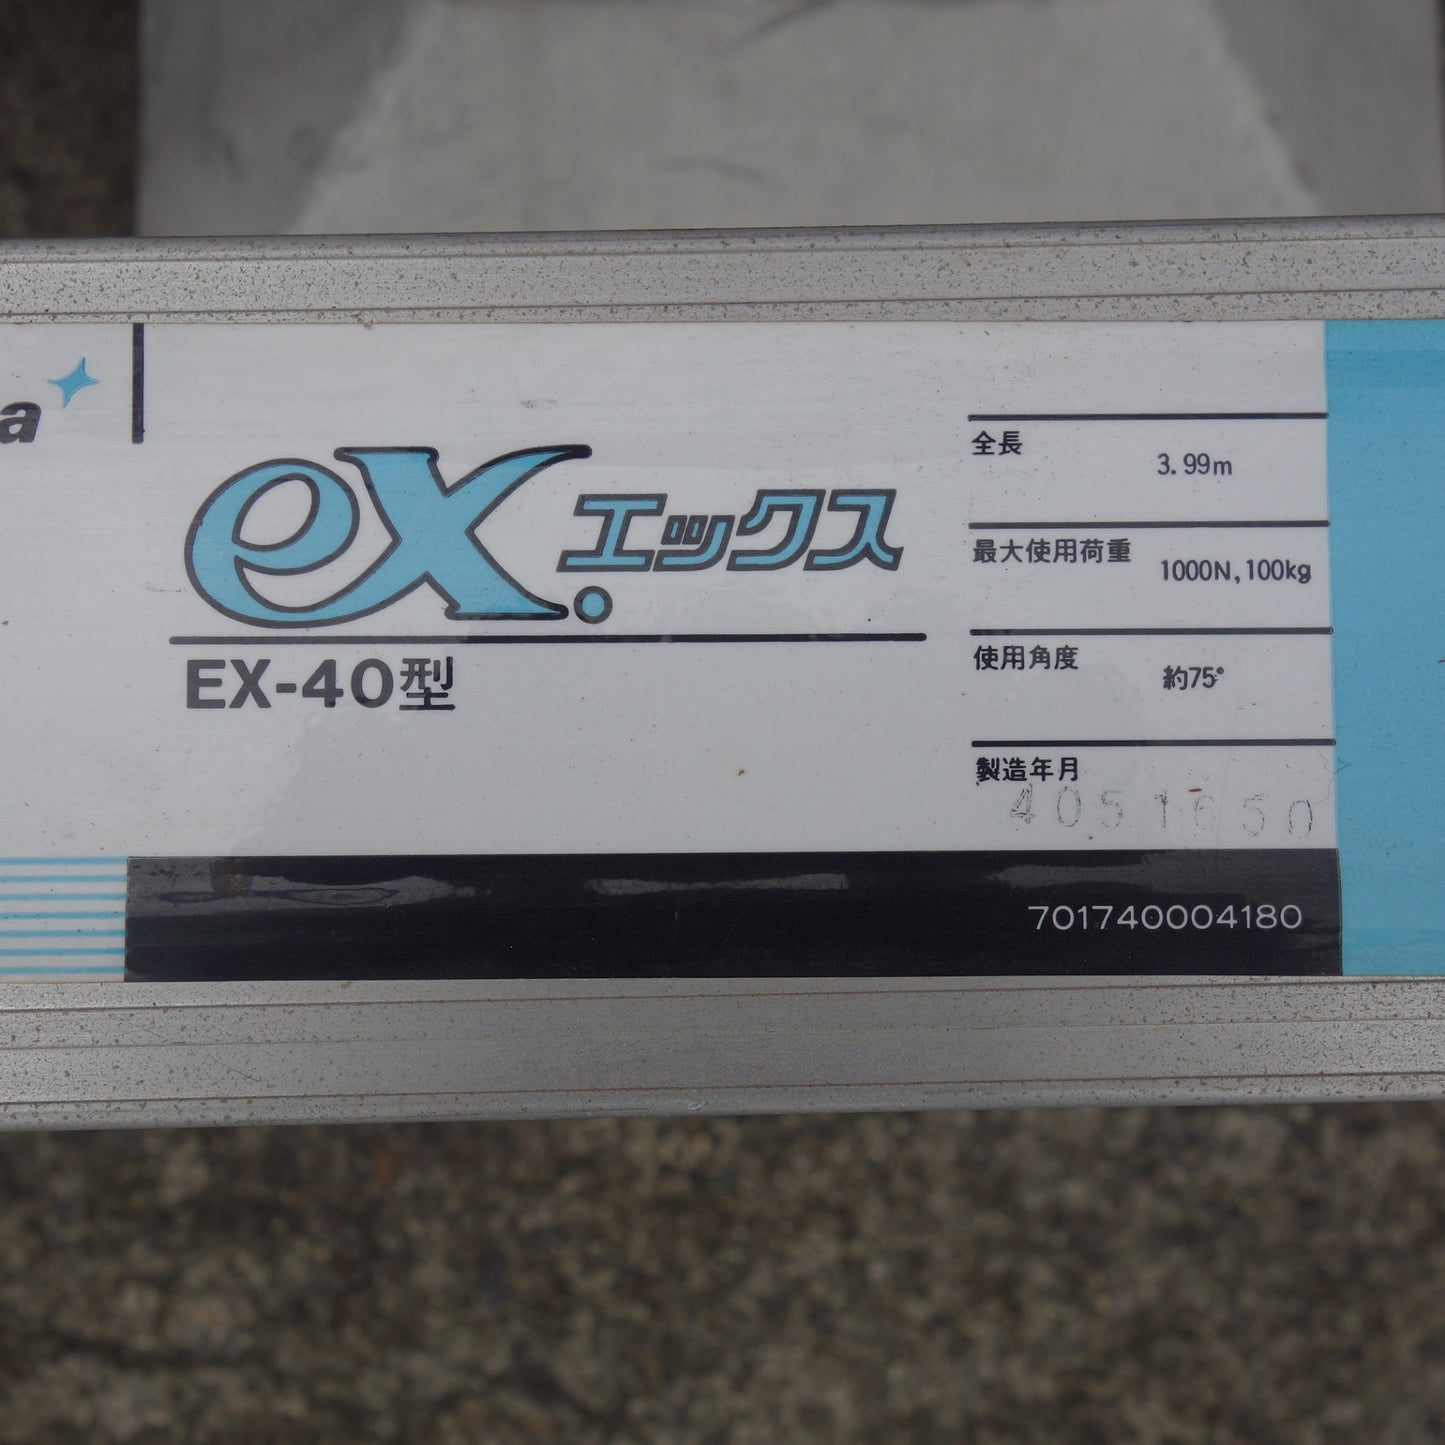 a
ex.エックス
EX-40型
全長
3.99m
最大使用荷重
1000N,100kg
使用角度
約75°
製造年月
4051650
701740004180